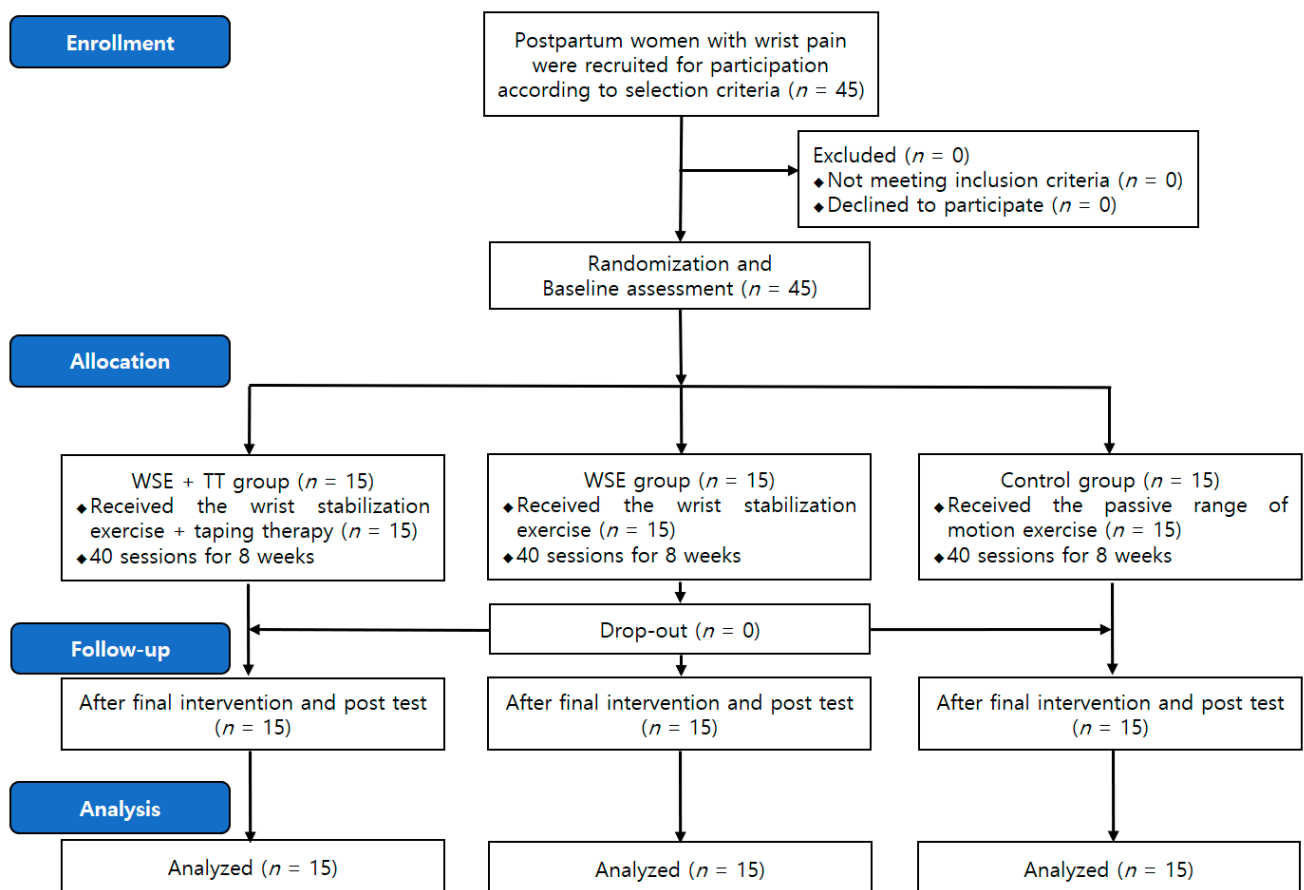 Enrollment
Postpartum women with wrist pain
were recruited for participation
according to selection criteria (n = 45)
Excluded (n = 0)
◆Not meeting inclusion criteria (n = 0)
◆Declined to participate (n = 0)
Randomization and
Baseline assessment (n = 45)
Allocation
WSE + TT group (n = 15)
◆Received the wrist stabilization
exercise + taping therapy (n = 15)
◆40 sessions for 8 weeks
WSE group (n = 15)
◆Received the wrist stabilization
exercise (n = 15)
◆40 sessions for 8 weeks
Control group (n = 15)
◆Received the passive range of
motion exercise (n = 15)
◆40 sessions for 8 weeks
Drop-out (n = 0)
Follow-up
After final intervention and post test
(n = 15)
After final intervention and post test
(n = 15)
After final intervention and post test
(n = 15)
Analysis
Analyzed (n = 15)
Analyzed (n = 15)
Analyzed (n = 15)